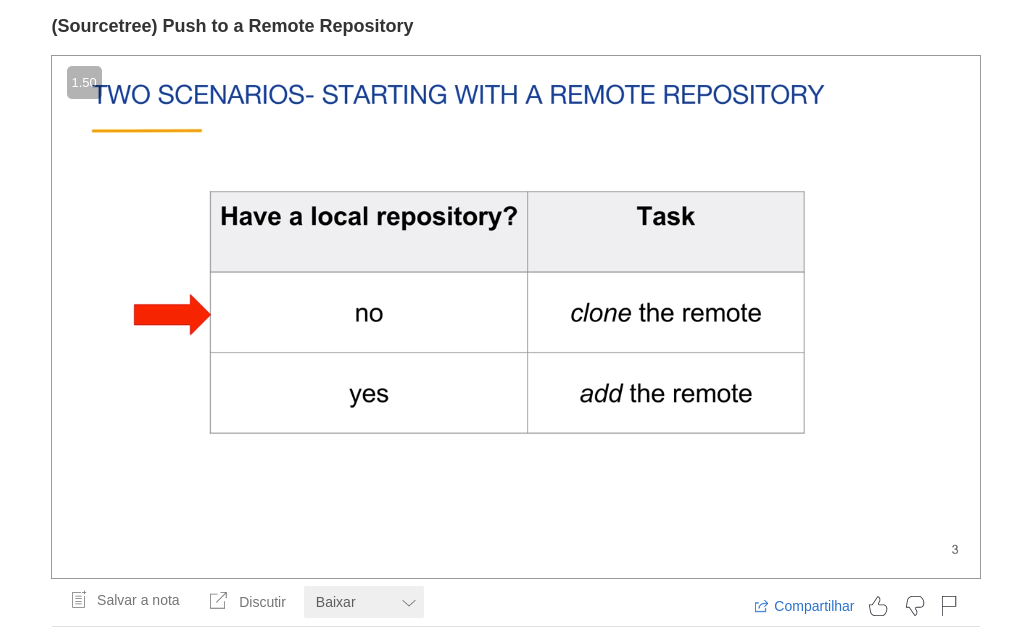 (Sourcetree) Push to a Remote Repository
1.50
TWO SCENARIOS- STARTING WITH A REMOTE REPOSITORY
Have a local repository? Task
no clone the remote
yes add the remote
3
Salvar a nota Discutir Baixar Compartilhar